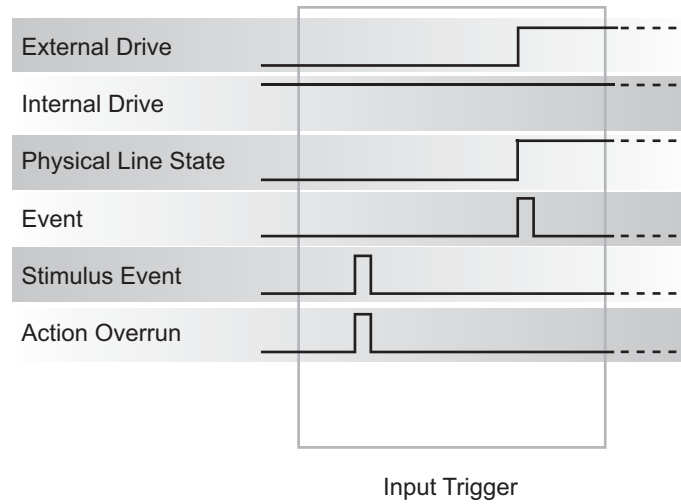 External Drive
Internal Drive
Physical Line State
Event
Stimulus Event
Action Overrun
Input Trigger